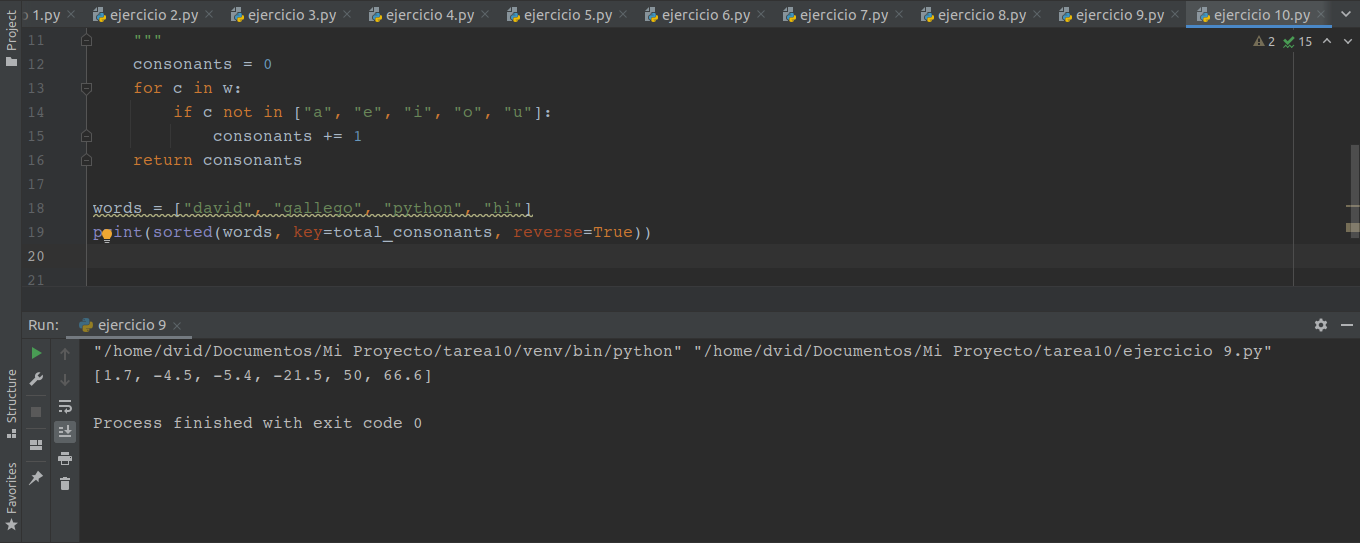 1.py ejercicio 2.py ejercicio 3.py ejercicio 4.py ejercicio 5.py ejercicio 6.py ejercicio 7.py ejercicio 8.py ejercicio 9.py ejercicio 10.py
Project
2 15
11 """
12 consonants = 0
13 for c in w:
14 if c not in ["a", "e", "i", "o", "u"]:
15 consonants += 1
16 return consonants
17
18 words = ["david", "gallego", "python", "hi"]
19 print(sorted(words, key=total_consonants, reverse=True))
20
21
Run: ejercicio 9
"/home/dvid/Documentos/Mi Proyecto/tarea10/venv/bin/python" "/home/dvid/Documentos/Mi Proyecto/tarea10/ejercicio 9.py"
[1.7, -4.5, -5.4, -21.5, 50, 66.6]
Process finished with exit code 0
Structure
Favorites